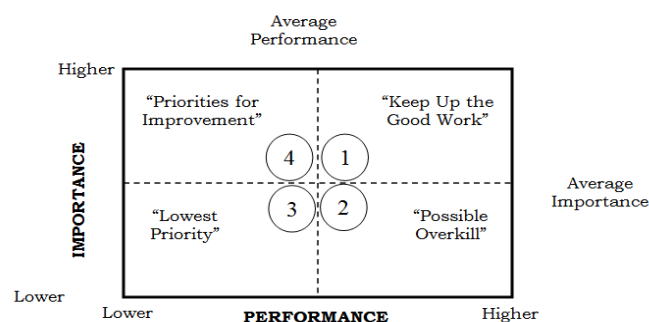 Average
Performance
Higher
“Priorities for
Improvement”
“Keep Up the
Good Work”
4
1
IMPORTANCE
Average
Importance
3
2
“Lowest
Priority”
“Possible
Overkill”
Lower
Lower
PERFORMANCE
Higher